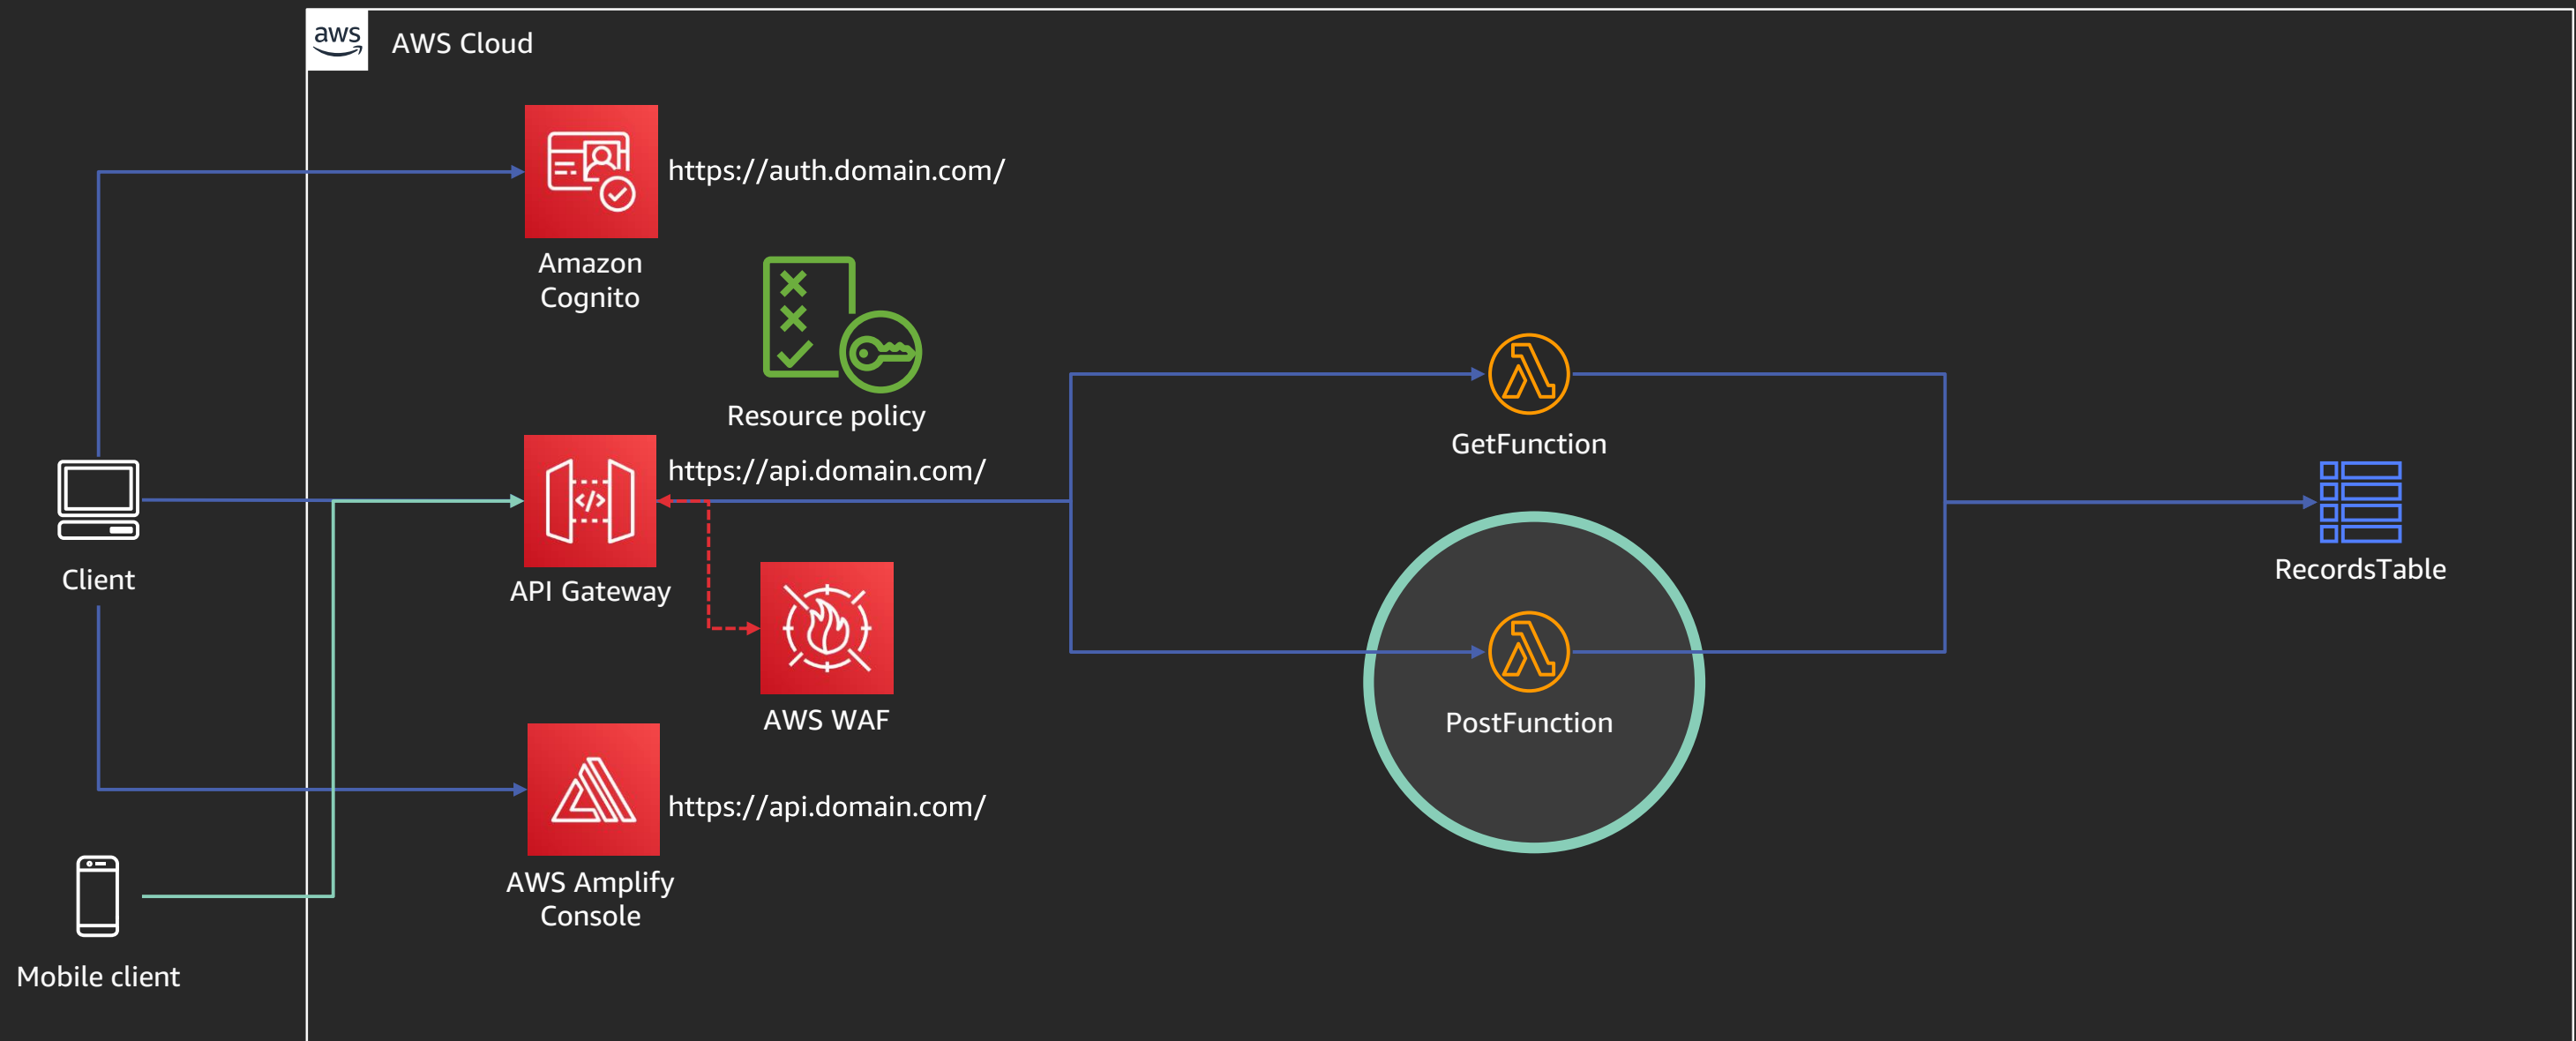 aws
AWS Cloud
https://auth.domain.com/
Amazon
Cognito
Resource policy
https://api.domain.com/
API Gateway
AWS WAF
https://api.domain.com/
AWS Amplify
Console
Client
Mobile client
GetFunction
PostFunction
RecordsTable